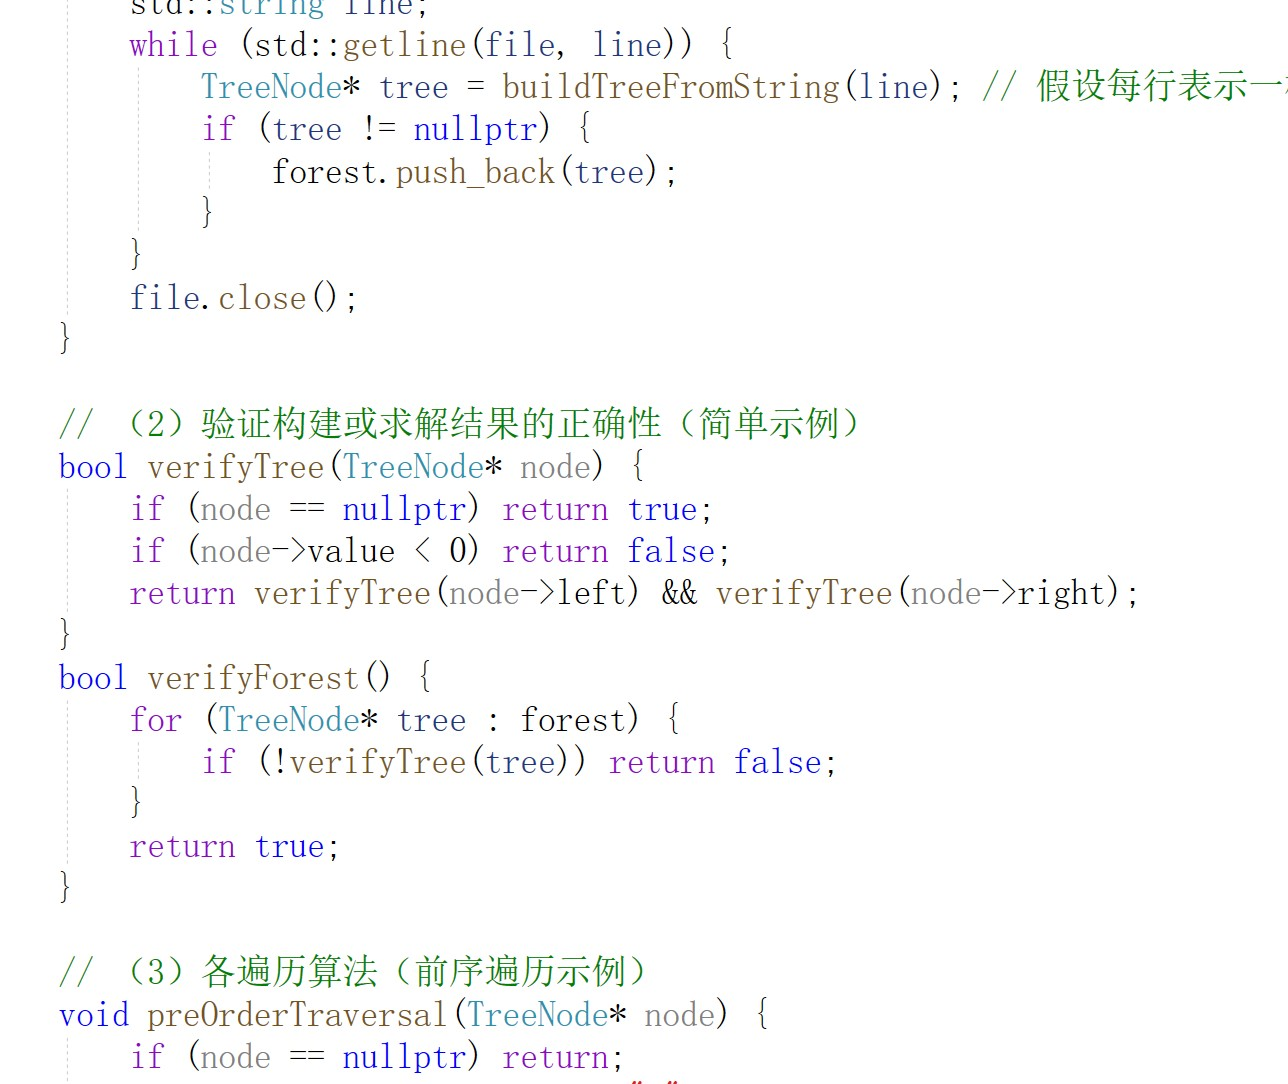 std::string line;
while (std::getline(file, line)) {
TreeNode* tree = buildTreeFromString(line); // 假设每行表示一
if (tree != nullptr) {
forest.push_back(tree);
}
}
file.close();
}
// （2）验证构建或求解结果的正确性（简单示例）
bool verifyTree(TreeNode* node) {
if (node == nullptr) return true;
if (node->value < 0) return false;
return verifyTree(node->left) && verifyTree(node->right);
}
bool verifyForest() {
for (TreeNode* tree : forest) {
if (!verifyTree(tree)) return false;
}
return true;
}
// （3）各遍历算法（前序遍历示例）
void preOrderTraversal(TreeNode* node) {
if (node == nullptr) return;